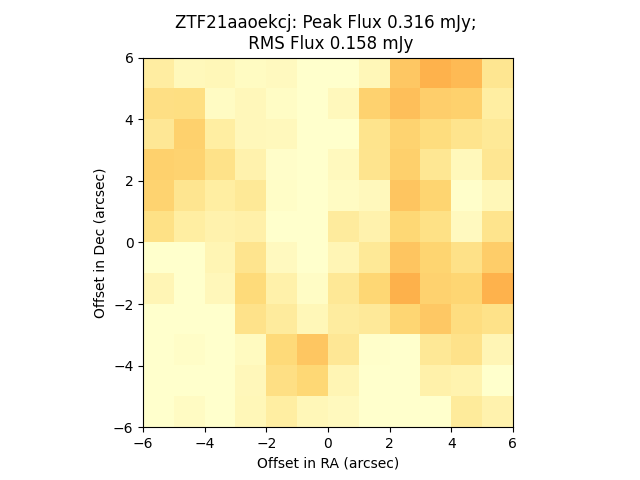 ZTF21aaoekcj: Peak Flux 0.316 mJy;
RMS Flux 0.158 mJy
6
4
2
0
−2
−4
−6
Offset in Dec (arcsec)
−6 −4 −2 0 2 4 6
Offset in RA (arcsec)